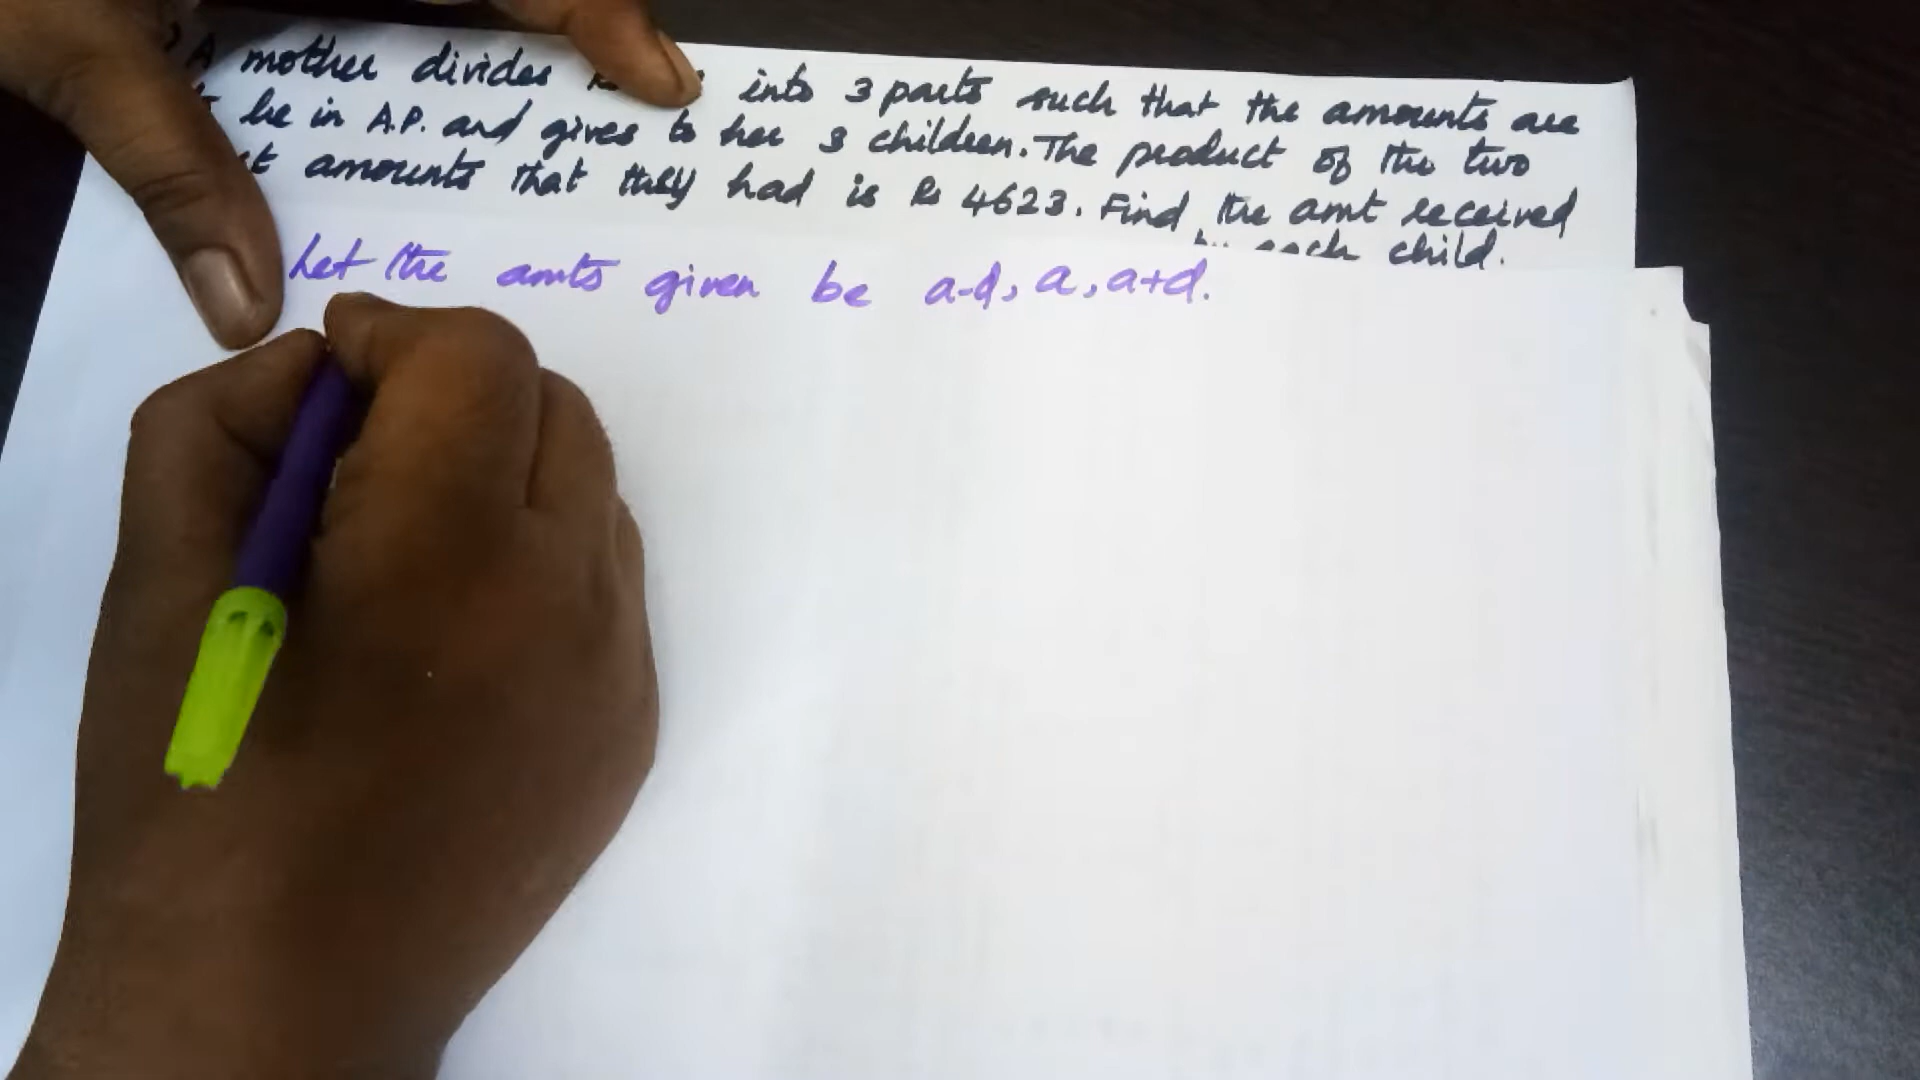 A mother divides into 3 parts such that the amounts are
be in A.P. and gives to her 3 children. The product of the two
amounts that they had is Rs 4623. Find the amt received
each child.
Let the amts given be a-d, a, a+d.